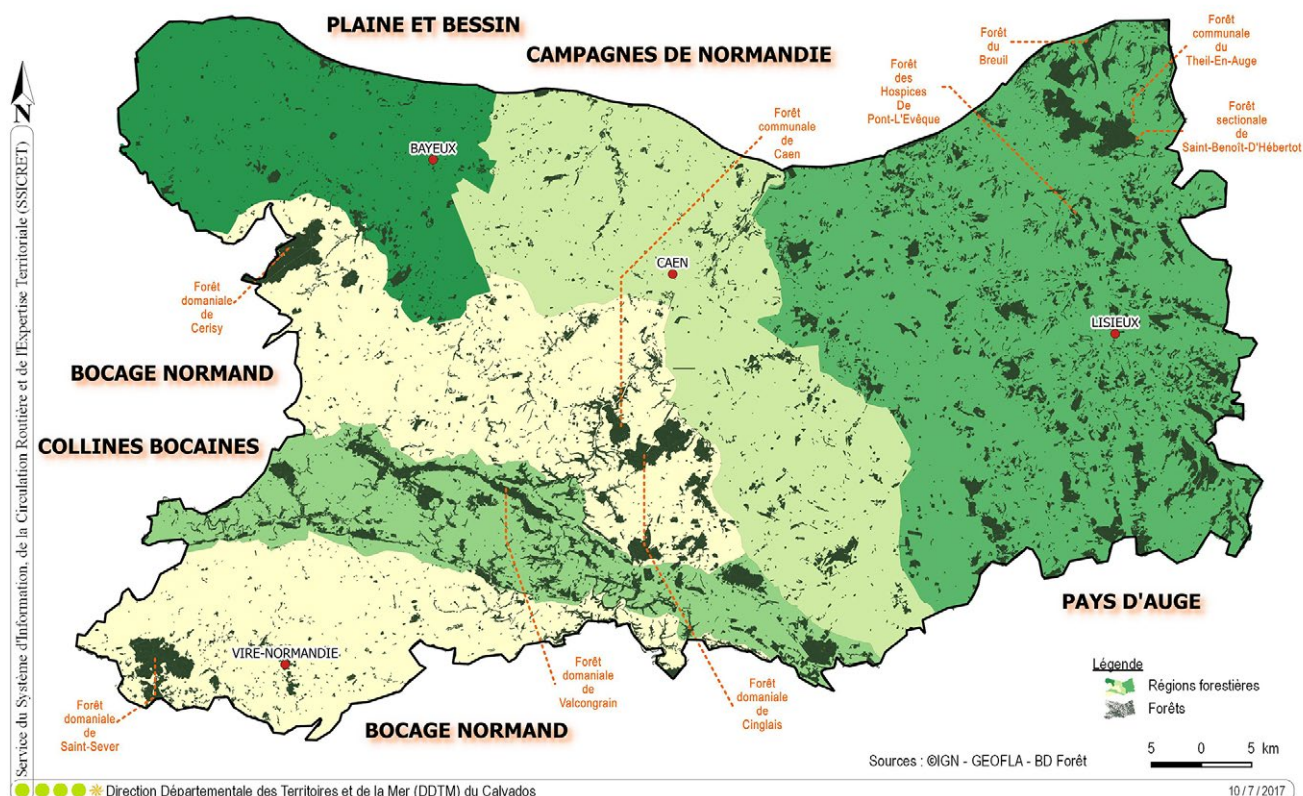 PLAINE ET BESSIN
CAMPAGNES DE NORMANDIE
Forêt
du
Breuil
Forêt
communale
du
Theil-En-Auge
Forêt
des
Hospices
De
Pont-L'Evêque
Forêt
communale
de
Caen
Forêt
sectionale
de
Saint-Benoît-D'Hébertot
N
BAYEUX
CAEN
LISIEUX
Forêt
domaniale
de
Cerisy
BOCAGE NORMAND
COLLINES BOCAINES
PAYS D'AUGE
VIRE-NORMANDIE
Forêt
domaniale
de
Saint-Sever
Forêt
domaniale
de
Valcongrain
Forêt
domaniale
de
Cinglais
BOCAGE NORMAND
Légende
Régions forestières
Forêts
Sources : ©IGN - GEOFLA - BD Forêt
5 0 5 km
Service du Système d'Information, de la Circulation Routière et de l'Expertise Territoriale (SSICRET)
Direction Départementale des Territoires et de la Mer (DDTM) du Calvados
10 / 7 / 2017